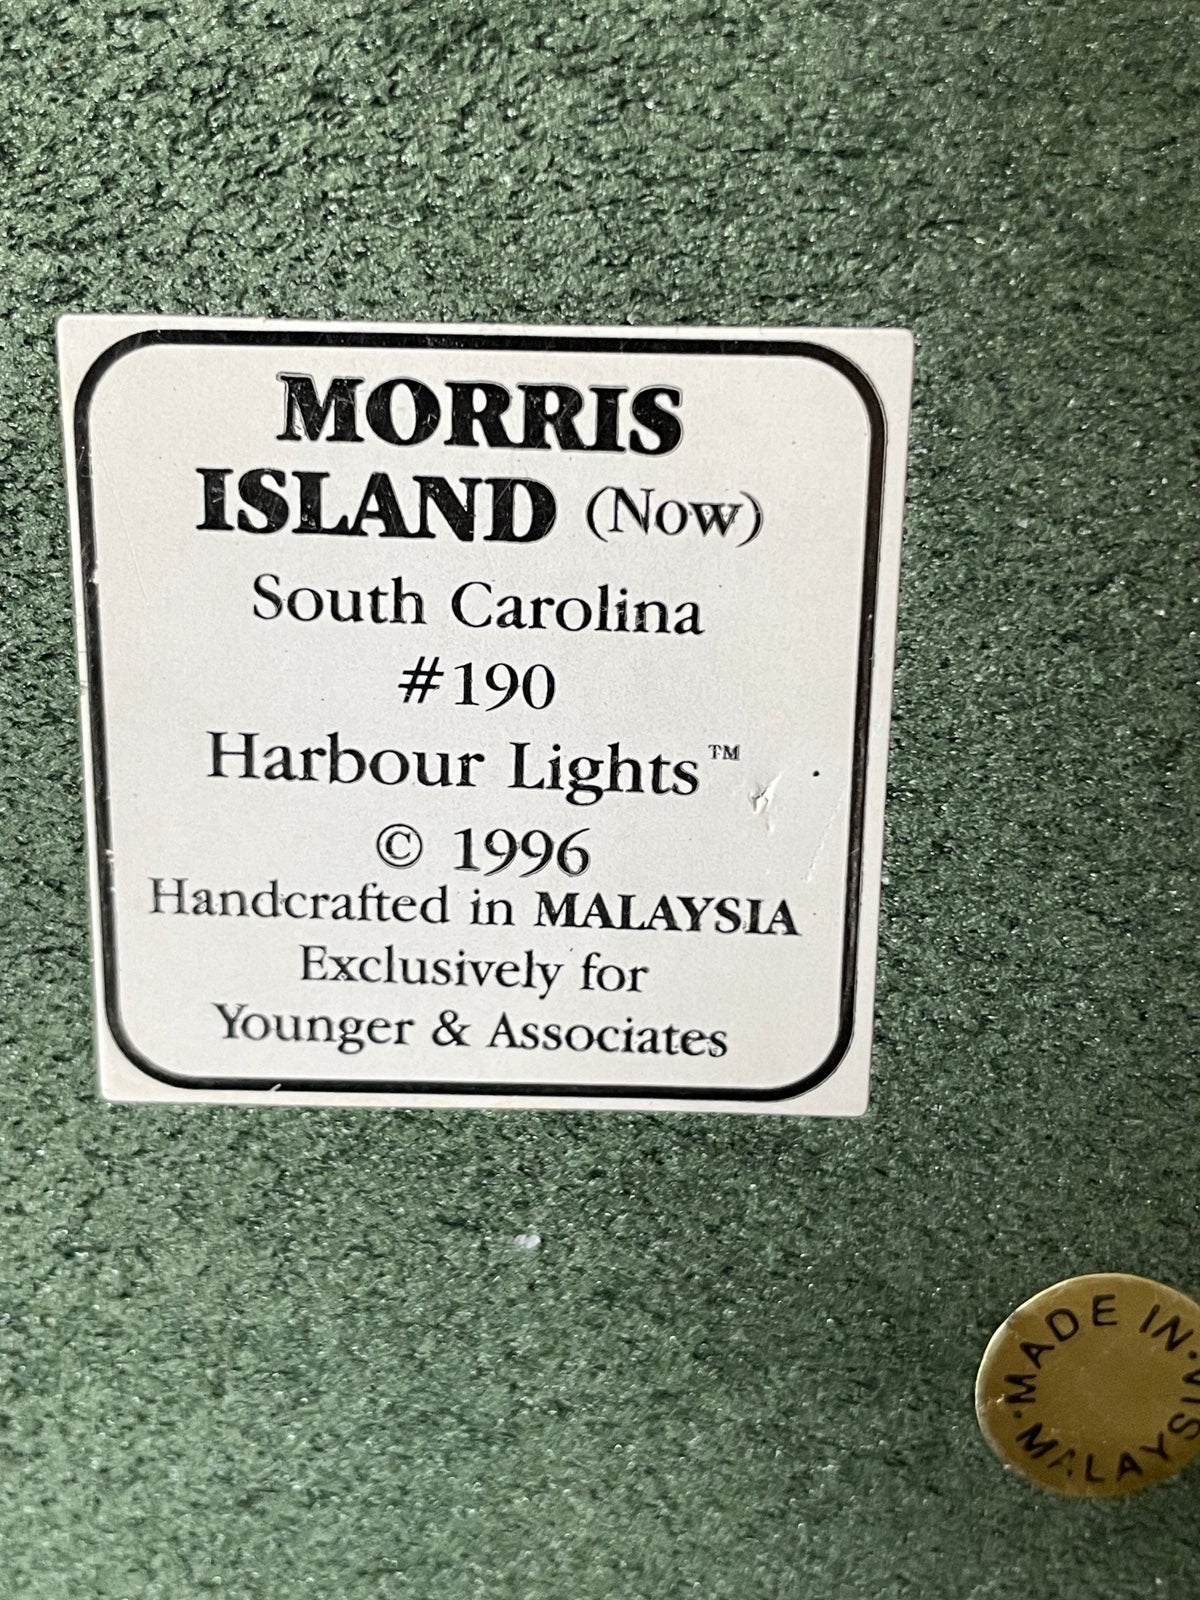 MORRIS
ISLAND (Now)
South Carolina
#190
Harbour Lights™
© 1996
Handcrafted in MALAYSIA
Exclusively for
Younger & Associates
MADE IN
MALAYSIA